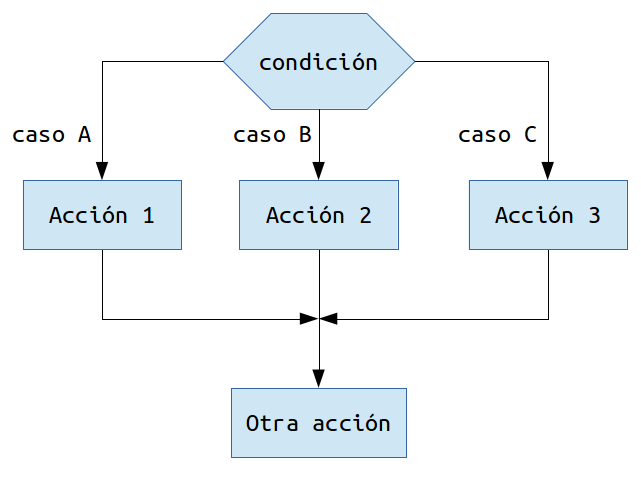 condición
caso A
caso B
caso C
Acción 1
Acción 2
Acción 3
Otra acción